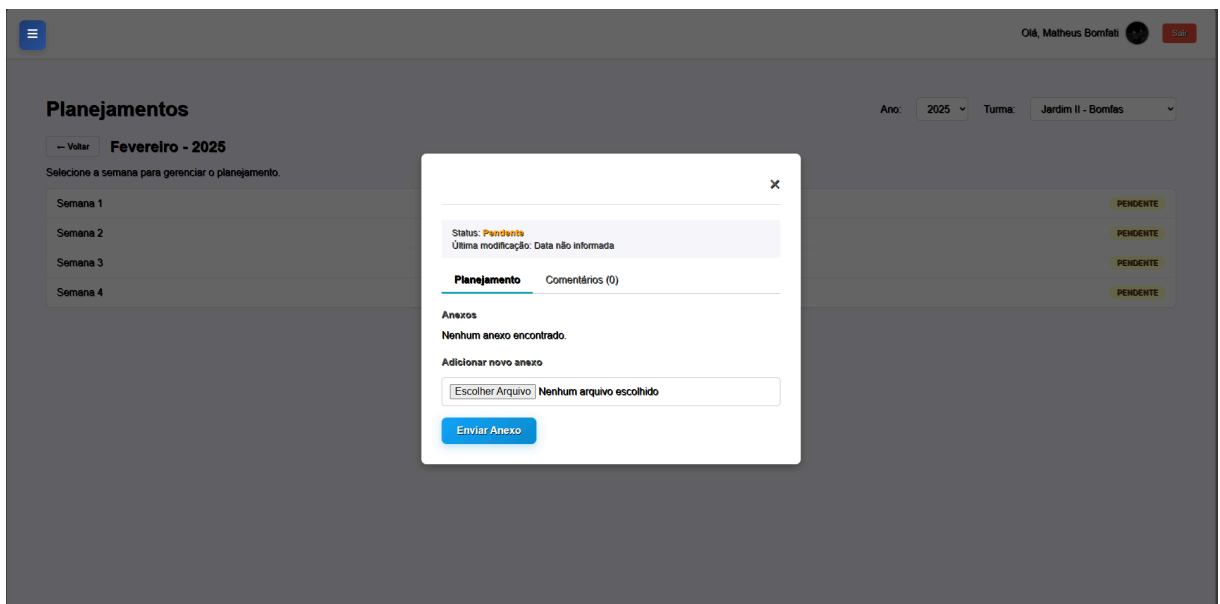 Olá, Matheus Bomfati
Sair
Planejamentos
Ano: 2025 Turma: Jardim II - Bomfas
← Voltar Fevereiro - 2025
Selecione a semana para gerenciar o planejamento.
Semana 1 PENDENTE
Semana 2 PENDENTE
Semana 3 PENDENTE
Semana 4 PENDENTE
×
Status: Pendente
Última modificação: Data não informada
Planejamento Comentários (0)
Anexos
Nenhum anexo encontrado.
Adicionar novo anexo
Escolher Arquivo Nenhum arquivo escolhido
Enviar Anexo